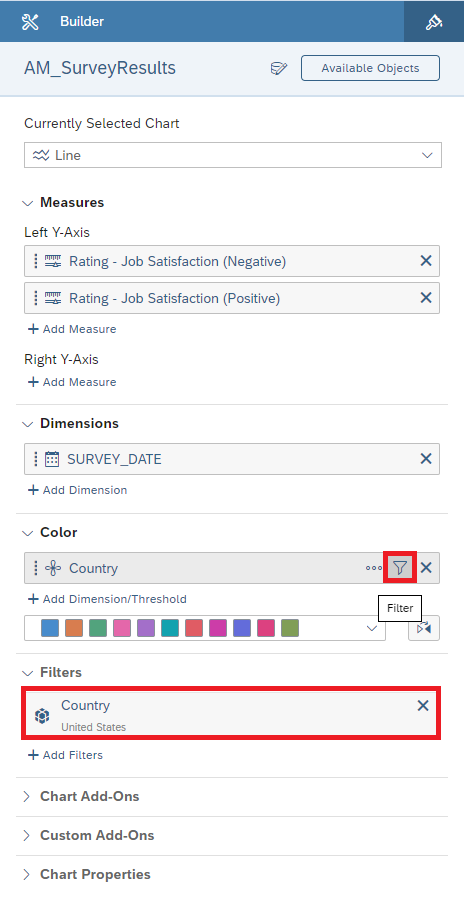 Builder
AM_SurveyResults
Available Objects
Currently Selected Chart
Line
Measures
Left Y-Axis
Rating - Job Satisfaction (Negative)
Rating - Job Satisfaction (Positive)
+ Add Measure
Right Y-Axis
+ Add Measure
Dimensions
SURVEY_DATE
+ Add Dimension
Color
Country
+ Add Dimension/Threshold
Filter
Filters
Country
United States
+ Add Filters
Chart Add-Ons
Custom Add-Ons
Chart Properties